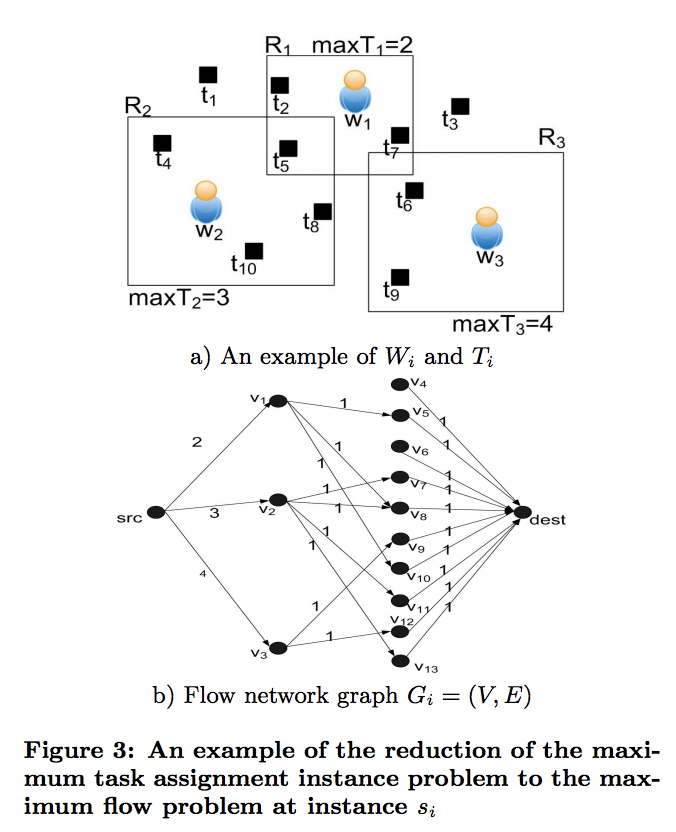 R1 maxT1=2
t1
t2
w1
t3
R2
t4
t5
t7
R3
t6
w2
t8
w3
t10
t9
maxT2=3
maxT3=4
a) An example of Wi and Ti
v4
v1
1
v5
1
2
1
1
v6
1
1
1
v7
1
src
3
v2
1
v8
1
dest
1
v9
1
1
4
v10
1
1
1
v11
1
v12
1
v3
v13
b) Flow network graph Gi = (V, E)
Figure 3: An example of the reduction of the maxi-
mum task assignment instance problem to the max-
imum flow problem at instance si